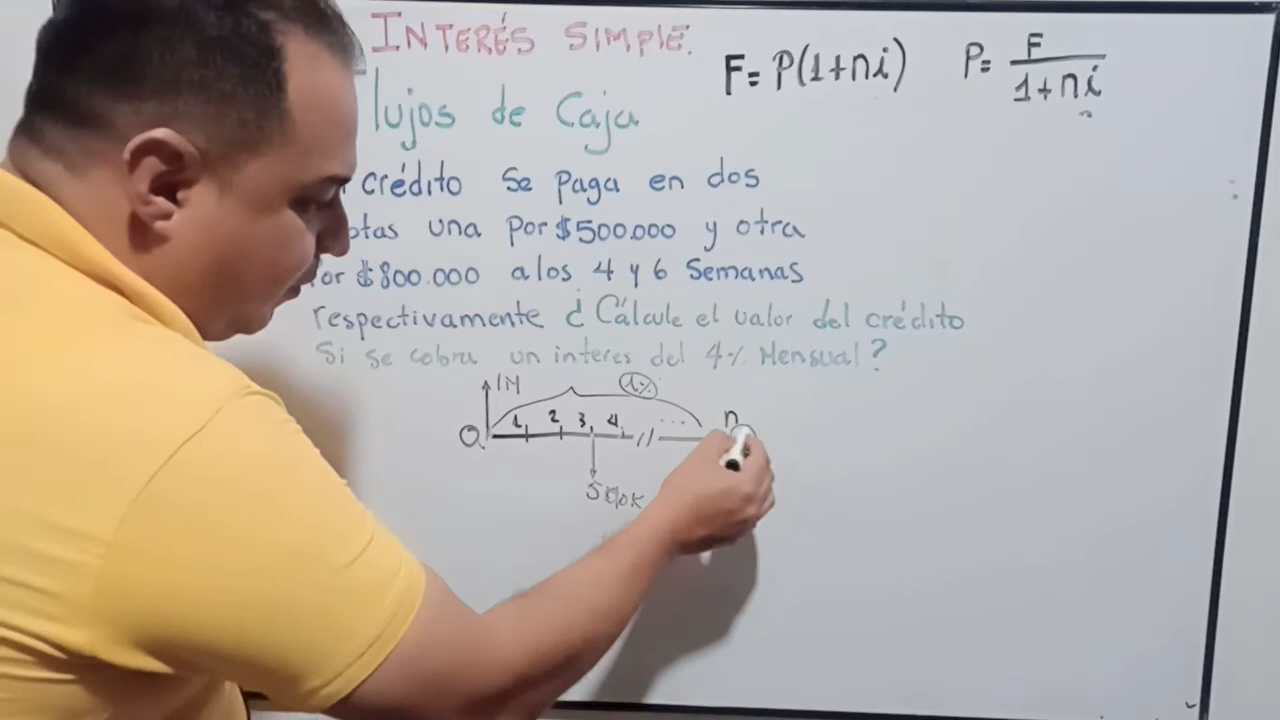 INTERÉS SIMPLE.
F= P(1+ni)
P= F / 1+ni
lujos de Caja
crédito Se paga en dos
otas una Por $500.000 y otra
or $800.000 a los 4 y 6 Semanas
respectivamente ¿ Cálcule el valor del crédito
Si se cobra un interes del 4% Mensual?
1M
1 2 3 4 ... n
0